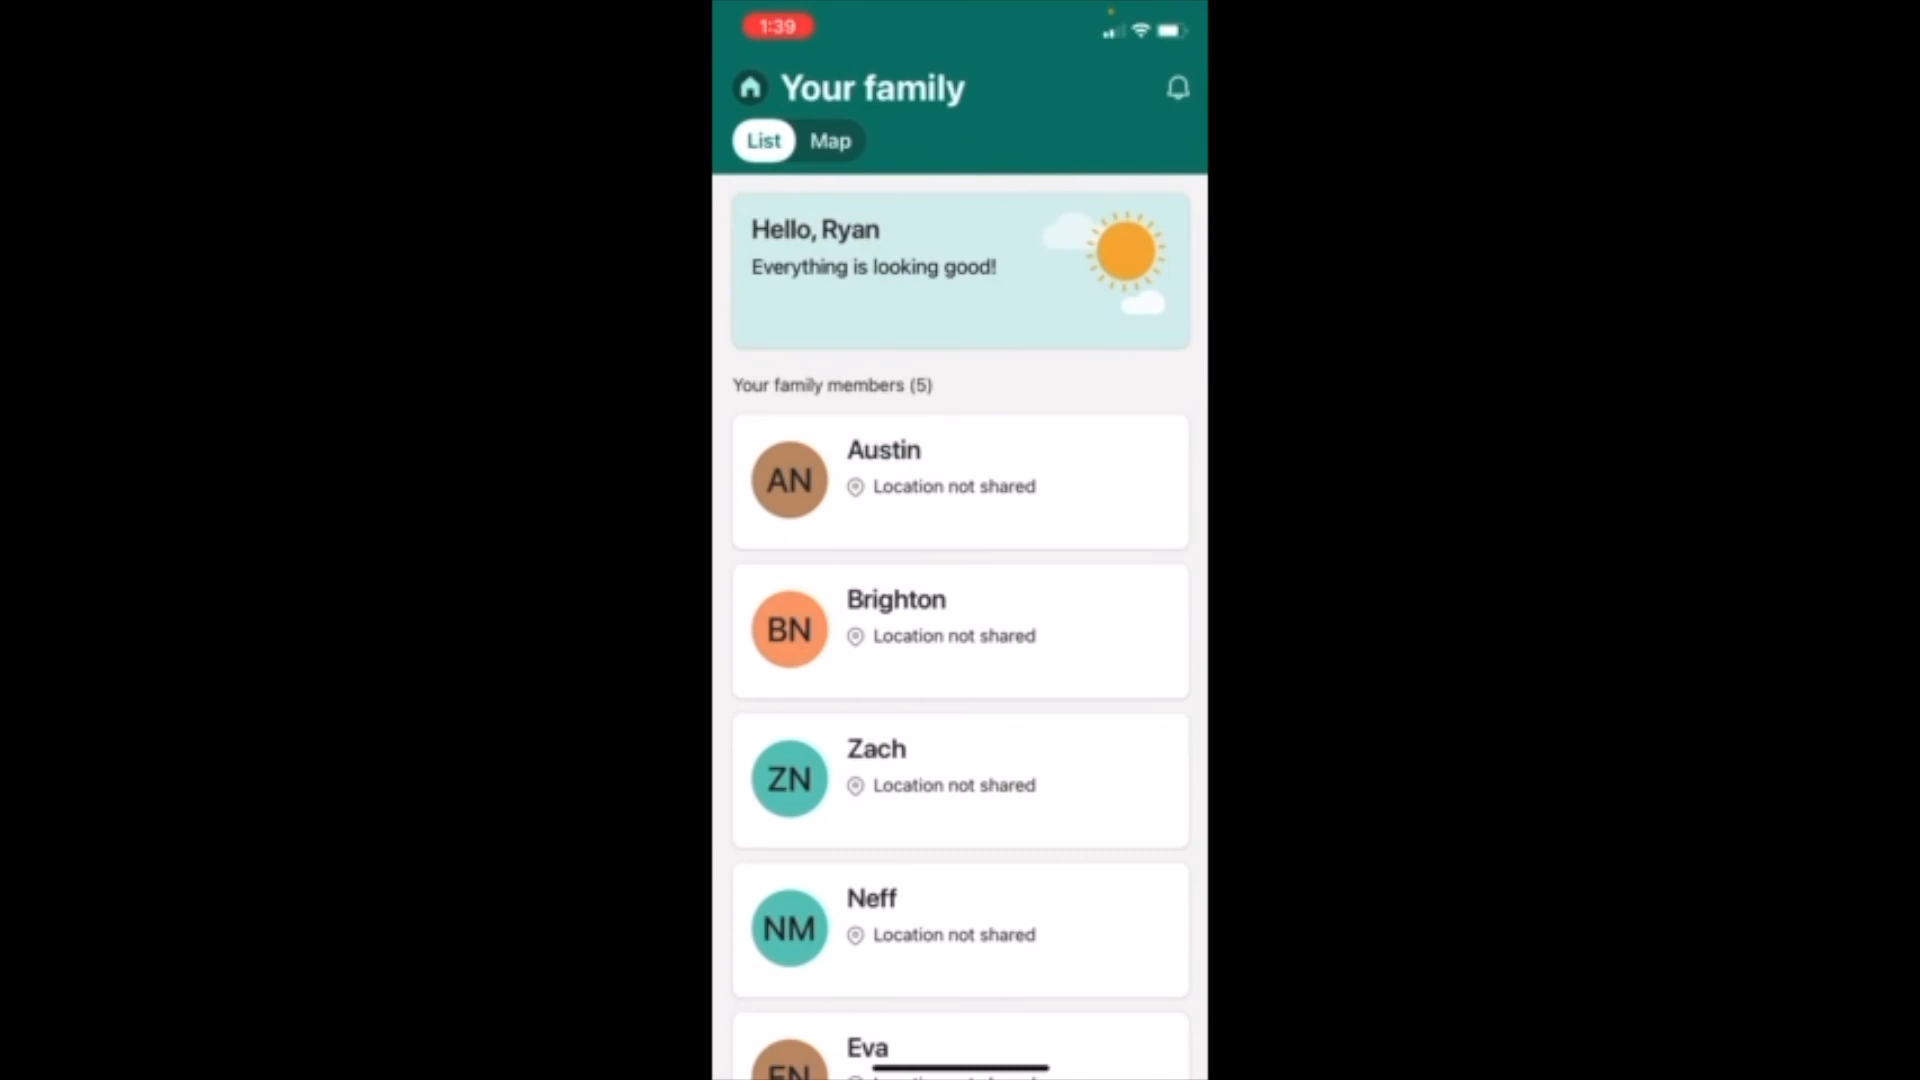 1:39
Your family
List Map
Hello, Ryan
Everything is looking good!
Your family members (5)
AN
Austin
Location not shared
BN
Brighton
Location not shared
ZN
Zach
Location not shared
NM
Neff
Location not shared
EN
Eva